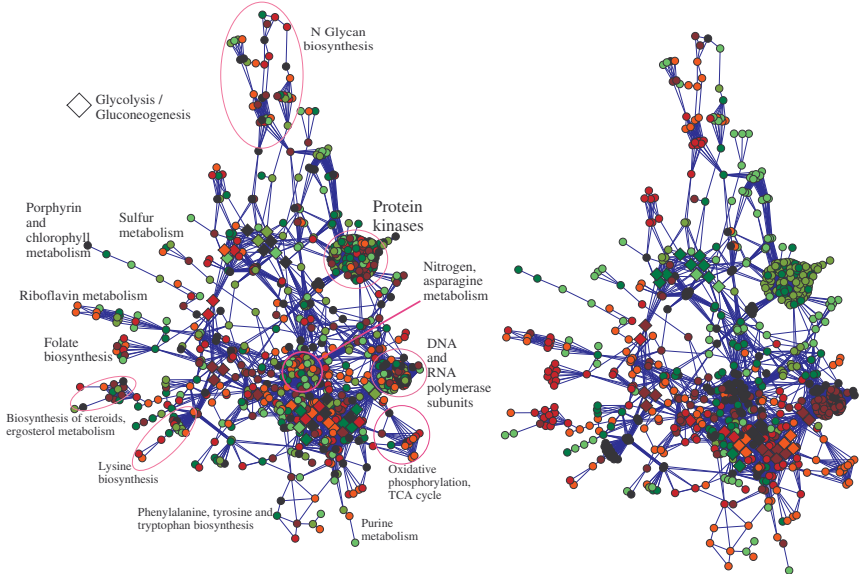 N Glycan
biosynthesis
Glycolysis /
Gluconeogenesis
Protein
kinases
Porphyrin
and
chlorophyll
metabolism
Sulfur
metabolism
Nitrogen,
asparagine
metabolism
Riboflavin metabolism
Folate
biosynthesis
DNA
and
RNA
polymerase
subunits
Biosynthesis of steroids,
ergosterol metabolism
Lysine
biosynthesis
Oxidative
phosphorylation,
TCA cycle
Phenylalanine, tyrosine and
tryptophan biosynthesis
Purine
metabolism